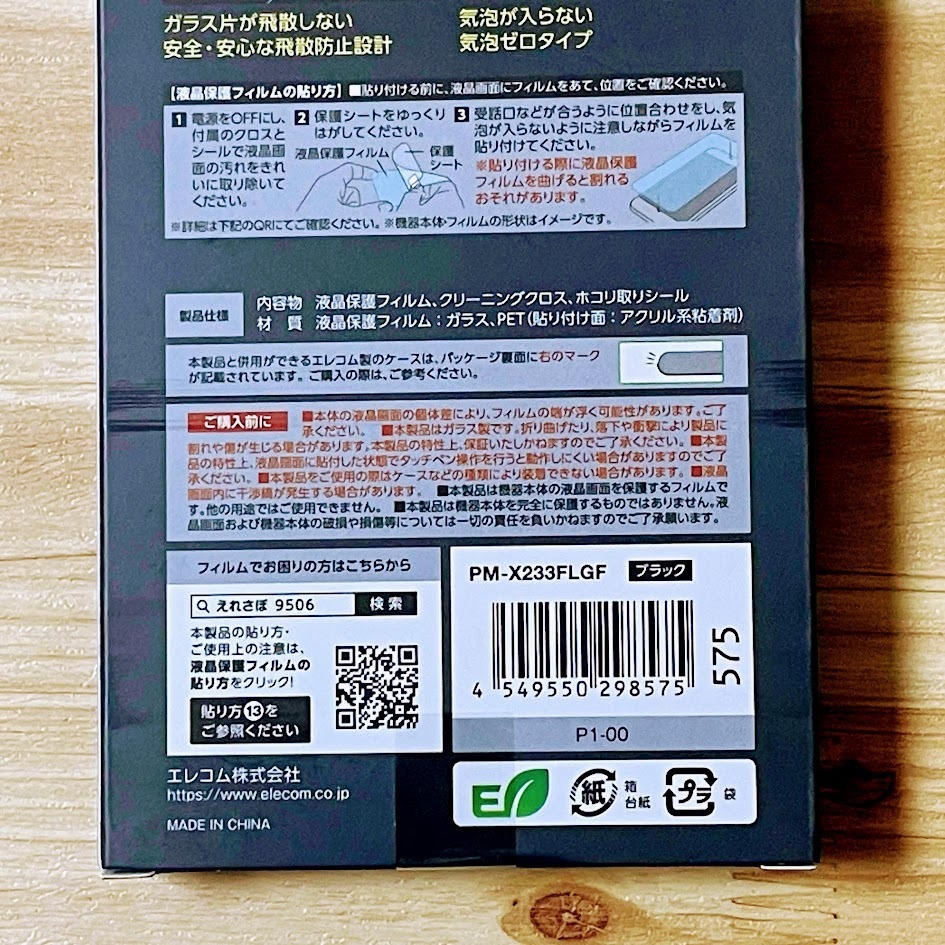 ガラス片が飛散しない
安全・安心な飛散防止設計
気泡が入らない
気泡ゼロタイプ
【液晶保護フィルムの貼り方】 ■貼り付ける前に、液晶画面にフィルムをあて、位置をご確認ください。
1 電源をOFFにし、
付属のクロスと
シールで液晶画
面の汚れをきれ
いに取り除いて
ください。
2 保護シートをゆっくり
はがしてください。
液晶保護フィルム
保護
シート
3 受話口などが合うように位置合わせをし、気
泡が入らないように注意しながらフィルムを
貼り付けてください。
※貼り付ける際に液晶保護
フィルムを曲げると割れる
おそれがあります。
※詳細は下記のQRにてご確認ください。※機器本体・フィルムの形状はイメージです。
製品仕様
内容物 液晶保護フィルム、クリーニングクロス、ホコリ取りシール
材 質 液晶保護フィルム：ガラス、PET（貼り付け面：アクリル系粘着剤）
本製品と併用ができるエレコム製のケースは、パッケージ裏面に右のマーク
が記載されています。ご購入の際は、ご参考ください。
ご購入前に ■本体の液晶画面の個体差により、フィルムの端が浮く可能性があります。ご了
承ください。 ■本製品はガラス製です。折り曲げたり、落下や衝撃により製品に
割れや傷が生じる場合があります。本製品の特性上、保証いたしかねますのでご了承ください。 ■本製
品の特性上、液晶画面に貼付した状態でタッチペン操作を行うと動作しにくい場合がありますのでご了
承ください。 ■本製品をご使用の際はケースなどの種類により装着できない場合があります。 ■液晶
画面内に干渉縞が発生する場合があります。 ■本製品は機器本体の液晶画面を保護するフィルムで
す。他の用途ではご使用できません。 ■本製品は機器本体を完全に保護するものではありません。液
晶画面および機器本体の破損や損傷等については一切の責任を負いかねますのでご了承願います。
フィルムでお困りの方はこちらから
えれさぽ 9506 検索
本製品の貼り方・
ご使用上の注意は、
液晶保護フィルムの
貼り方をクリック!
貼り方⑬を
ご参照ください
PM-X233FLGF ブラック
4 549550 298575
575
P1-00
エレコム株式会社
https://www.elecom.co.jp
MADE IN CHINA
E
紙
箱
台紙
プラ
袋